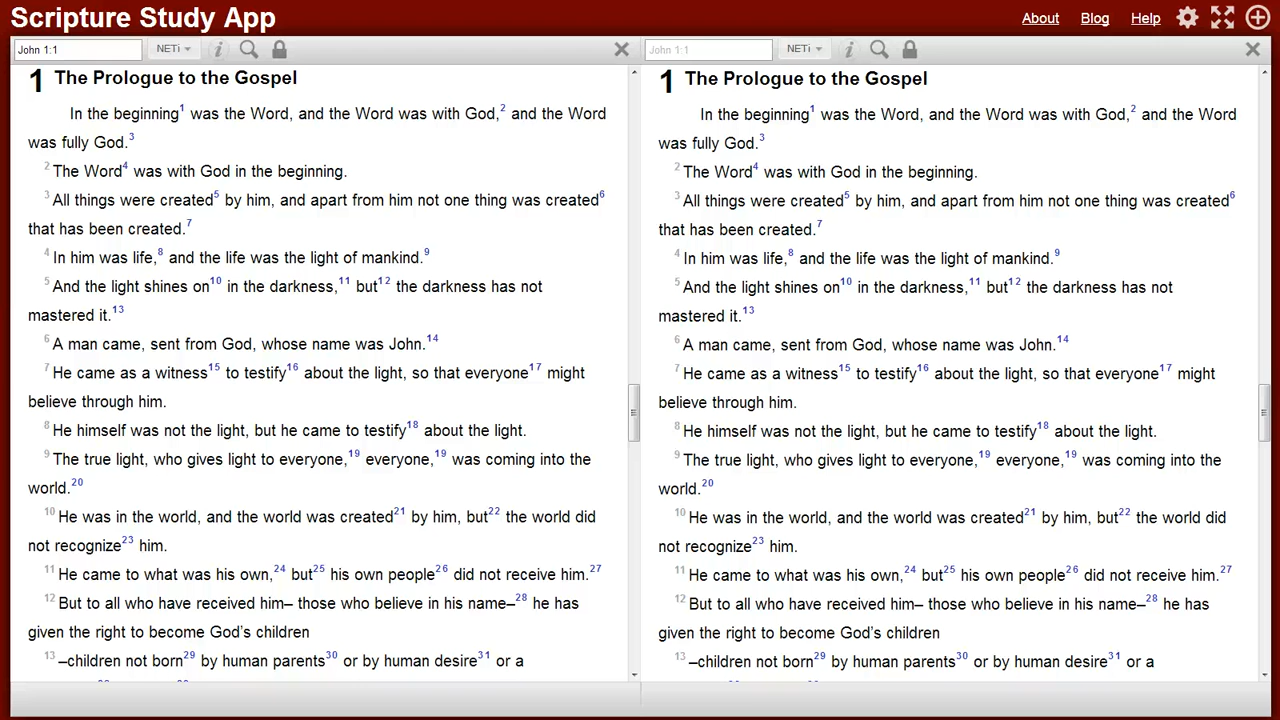 Scripture Study App
About Blog Help
John 1:1 NETi
1 The Prologue to the Gospel
In the beginning1 was the Word, and the Word was with God,2 and the Word
was fully God.3
2 The Word4 was with God in the beginning.
3 All things were created5 by him, and apart from him not one thing was created6
that has been created.7
4 In him was life,8 and the life was the light of mankind.9
5 And the light shines on10 in the darkness,11 but12 the darkness has not
mastered it.13
6 A man came, sent from God, whose name was John.14
7 He came as a witness15 to testify16 about the light, so that everyone17 might
believe through him.
8 He himself was not the light, but he came to testify18 about the light.
9 The true light, who gives light to everyone,19 everyone,19 was coming into the
world.20
10 He was in the world, and the world was created21 by him, but22 the world did
not recognize23 him.
11 He came to what was his own,24 but25 his own people26 did not receive him.27
12 But to all who have received him– those who believe in his name–28 he has
given the right to become God's children
13 –children not born29 by human parents30 or by human desire31 or a
John 1:1 NETi
1 The Prologue to the Gospel
In the beginning1 was the Word, and the Word was with God,2 and the Word
was fully God.3
2 The Word4 was with God in the beginning.
3 All things were created5 by him, and apart from him not one thing was created6
that has been created.7
4 In him was life,8 and the life was the light of mankind.9
5 And the light shines on10 in the darkness,11 but12 the darkness has not
mastered it.13
6 A man came, sent from God, whose name was John.14
7 He came as a witness15 to testify16 about the light, so that everyone17 might
believe through him.
8 He himself was not the light, but he came to testify18 about the light.
9 The true light, who gives light to everyone,19 everyone,19 was coming into the
world.20
10 He was in the world, and the world was created21 by him, but22 the world did
not recognize23 him.
11 He came to what was his own,24 but25 his own people26 did not receive him.27
12 But to all who have received him– those who believe in his name–28 he has
given the right to become God's children
13 –children not born29 by human parents30 or by human desire31 or a